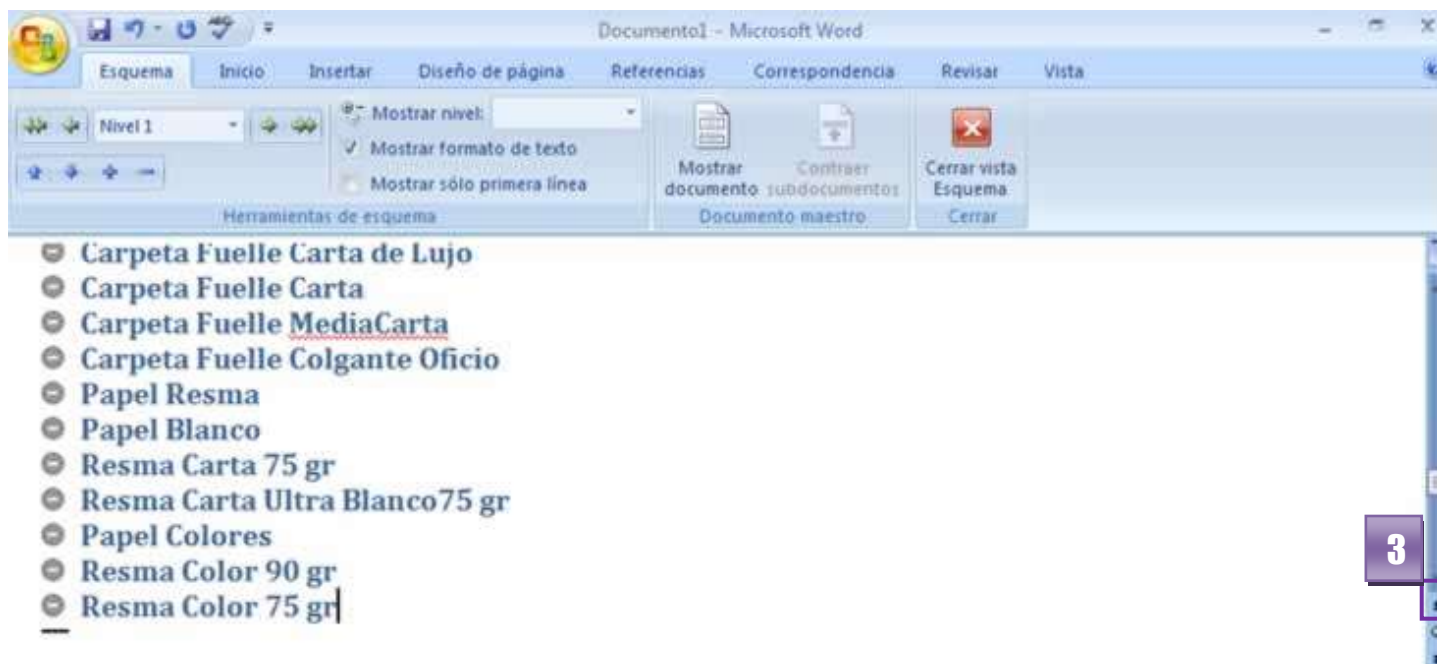 Documento1 - Microsoft Word
Esquema Inicio Insertar Diseño de página Referencias Correspondencia Revisar Vista
Nivel 1
Mostrar nivel:
Mostrar formato de texto
Mostrar sólo primera línea
Mostrar documento
Contraer subdocumentos
Cerrar vista Esquema
Herramientas de esquema
Documento maestro
Cerrar
Carpeta Fuelle Carta de Lujo
Carpeta Fuelle Carta
Carpeta Fuelle MediaCarta
Carpeta Fuelle Colgante Oficio
Papel Resma
Papel Blanco
Resma Carta 75 gr
Resma Carta Ultra Blanco75 gr
Papel Colores
Resma Color 90 gr
Resma Color 75 gr
3